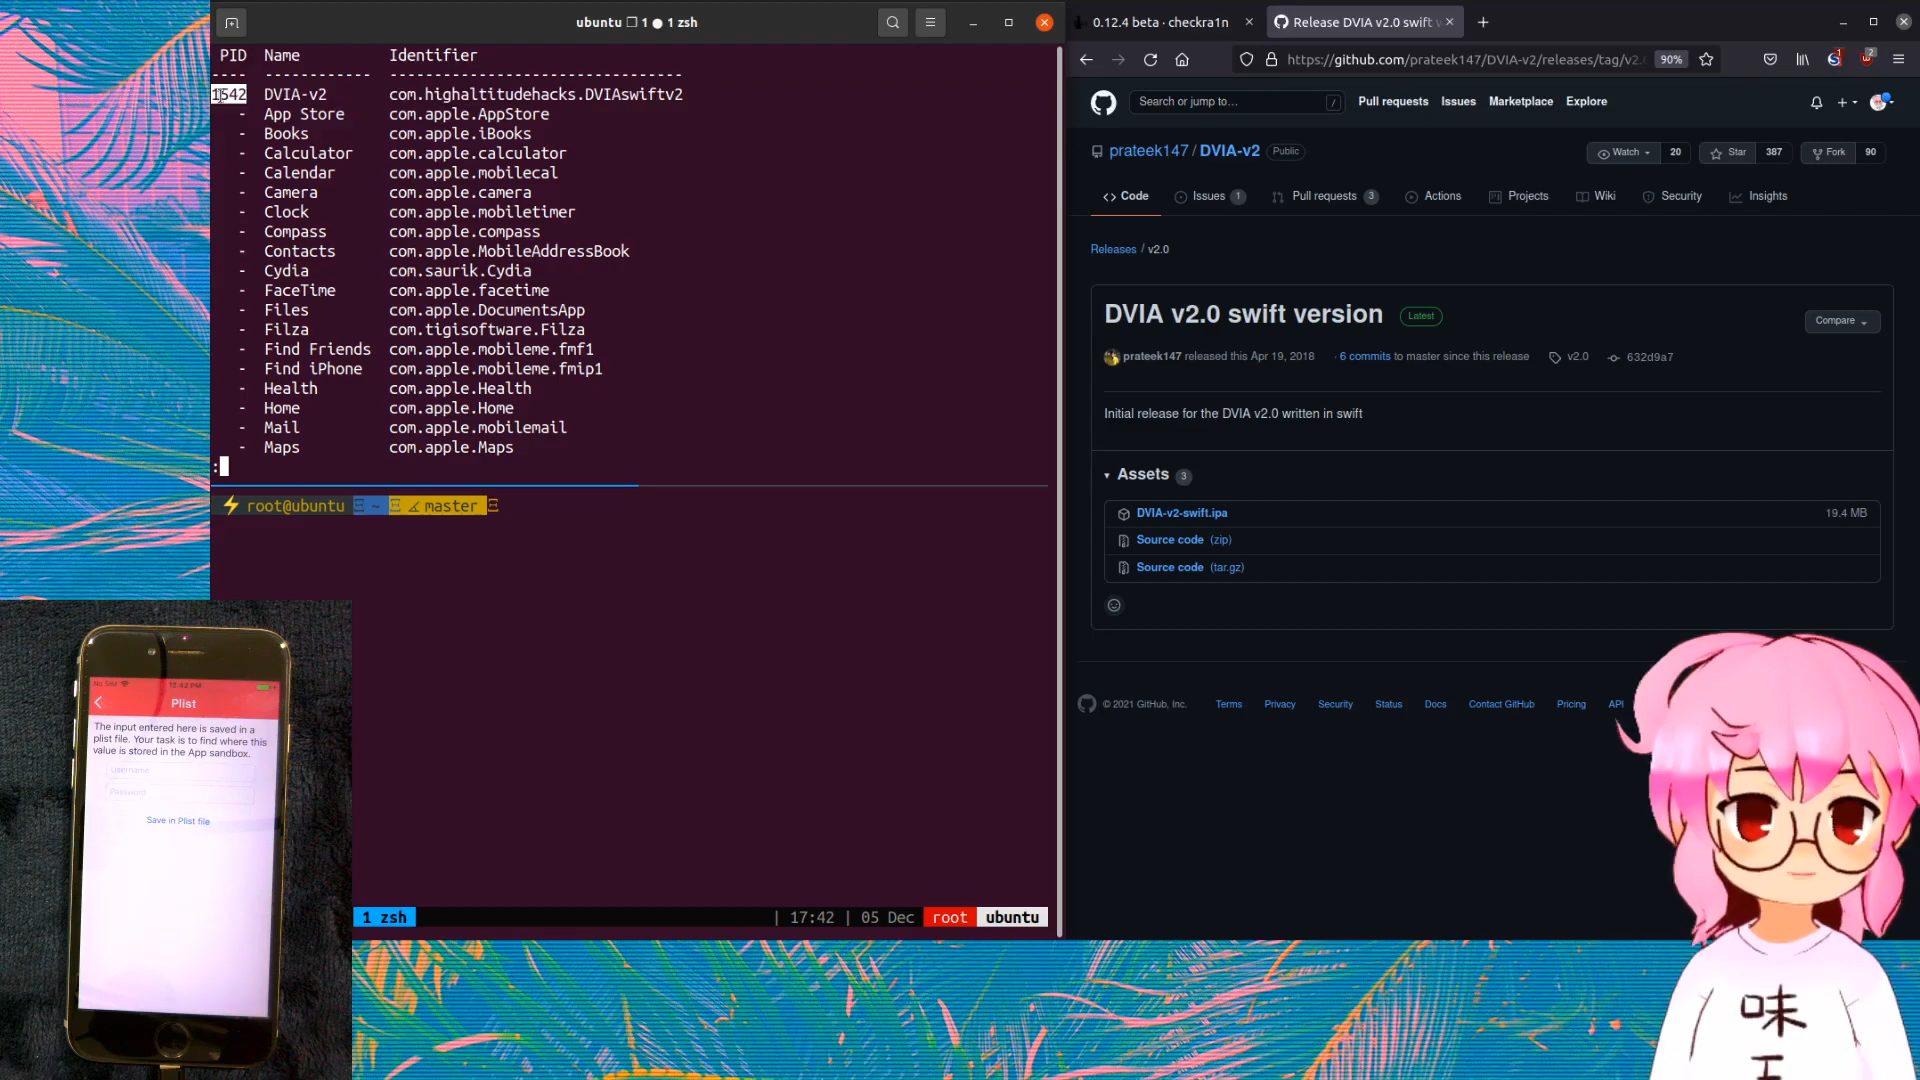 ubuntu 1 1 zsh
PID Name Identifier
---- ------------ ---------------------------------
1542 DVIA-v2 com.highaltitudehacks.DVIAswiftv2
- App Store com.apple.AppStore
- Books com.apple.iBooks
- Calculator com.apple.calculator
- Calendar com.apple.mobilecal
- Camera com.apple.camera
- Clock com.apple.mobiletimer
- Compass com.apple.compass
- Contacts com.apple.MobileAddressBook
- Cydia com.saurik.Cydia
- FaceTime com.apple.facetime
- Files com.apple.DocumentsApp
- Filza com.tigisoftware.Filza
- Find Friends com.apple.mobileme.fmf1
- Find iPhone com.apple.mobileme.fmip1
- Health com.apple.Health
- Home com.apple.Home
- Mail com.apple.mobilemail
- Maps com.apple.Maps
:
root@ubuntu ~ master
1 zsh | 17:42 | 05 Dec root ubuntu
No SIM 12:42 PM
Plist
The input entered here is saved in a
plist file. Your task is to find where this
value is stored in the App sandbox.
Username
Password
Save in Plist file
0.12.4 beta - checkra1n
Release DVIA v2.0 swift v
https://github.com/prateek147/DVIA-v2/releases/tag/v2.0 90% 1 2
Search or jump to… / Pull requests Issues Marketplace Explore
prateek147 / DVIA-v2 Public Watch 20 Star 387 Fork 90
Code Issues 1 Pull requests 3 Actions Projects Wiki Security Insights
Releases / v2.0
DVIA v2.0 swift version Latest Compare
prateek147 released this Apr 19, 2018 · 6 commits to master since this release v2.0 632d9a7
Initial release for the DVIA v2.0 written in swift
Assets 3
DVIA-v2-swift.ipa 19.4 MB
Source code (zip)
Source code (tar.gz)
© 2021 GitHub, Inc. Terms Privacy Security Status Docs Contact GitHub Pricing API
味
王